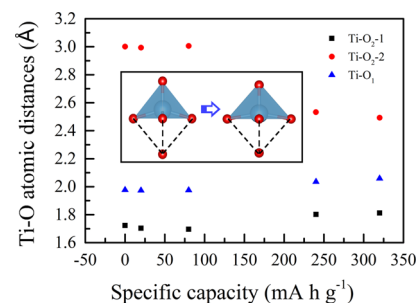 Ti-O atomic distances (Å)
3.2
3.0
2.8
2.6
2.4
2.2
2.0
1.8
1.6
Ti-O₂-1
Ti-O₂-2
Ti-O₁
-50 0 50 100 150 200 250 300 350
Specific capacity (mA h g⁻¹)